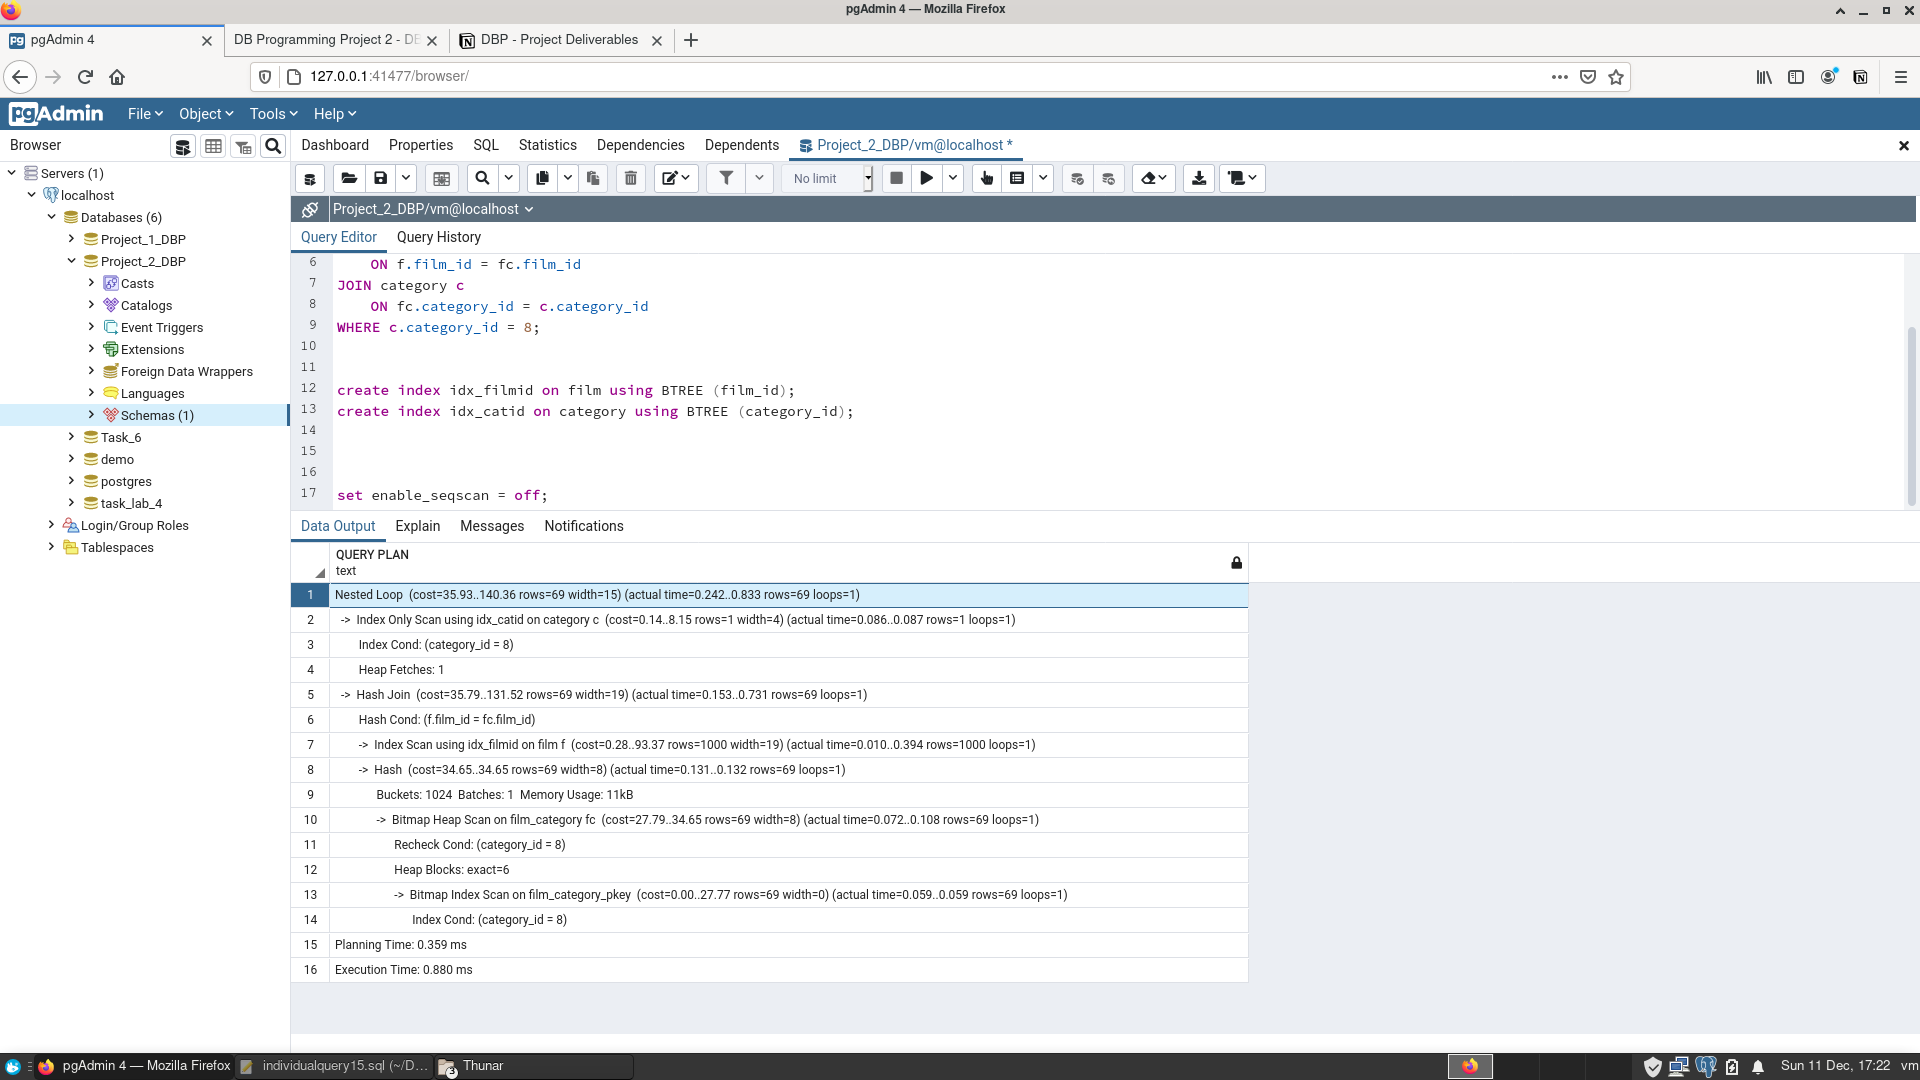 pgAdmin 4 — Mozilla Firefox
pgAdmin 4
DB Programming Project 2 - DB
DBP - Project Deliverables
127.0.0.1:41477/browser/
pgAdmin
File
Object
Tools
Help
Browser
Dashboard
Properties
SQL
Statistics
Dependencies
Dependents
Project_2_DBP/vm@localhost *
Servers (1)
localhost
Databases (6)
Project_1_DBP
Project_2_DBP
Casts
Catalogs
Event Triggers
Extensions
Foreign Data Wrappers
Languages
Schemas (1)
Task_6
demo
postgres
task_lab_4
Login/Group Roles
Tablespaces
No limit
Project_2_DBP/vm@localhost
Query Editor
Query History
6 ON f.film_id = fc.film_id
7 JOIN category c
8 ON fc.category_id = c.category_id
9 WHERE c.category_id = 8;
10
11
12 create index idx_filmid on film using BTREE (film_id);
13 create index idx_catid on category using BTREE (category_id);
14
15
16
17 set enable_seqscan = off;
Data Output
Explain
Messages
Notifications
QUERY PLAN
text
1 Nested Loop (cost=35.93..140.36 rows=69 width=15) (actual time=0.242..0.833 rows=69 loops=1)
2 -> Index Only Scan using idx_catid on category c (cost=0.14..8.15 rows=1 width=4) (actual time=0.086..0.087 rows=1 loops=1)
3 Index Cond: (category_id = 8)
4 Heap Fetches: 1
5 -> Hash Join (cost=35.79..131.52 rows=69 width=19) (actual time=0.153..0.731 rows=69 loops=1)
6 Hash Cond: (f.film_id = fc.film_id)
7 -> Index Scan using idx_filmid on film f (cost=0.28..93.37 rows=1000 width=19) (actual time=0.010..0.394 rows=1000 loops=1)
8 -> Hash (cost=34.65..34.65 rows=69 width=8) (actual time=0.131..0.132 rows=69 loops=1)
9 Buckets: 1024 Batches: 1 Memory Usage: 11kB
10 -> Bitmap Heap Scan on film_category fc (cost=27.79..34.65 rows=69 width=8) (actual time=0.072..0.108 rows=69 loops=1)
11 Recheck Cond: (category_id = 8)
12 Heap Blocks: exact=6
13 -> Bitmap Index Scan on film_category_pkey (cost=0.00..27.77 rows=69 width=0) (actual time=0.059..0.059 rows=69 loops=1)
14 Index Cond: (category_id = 8)
15 Planning Time: 0.359 ms
16 Execution Time: 0.880 ms
pgAdmin 4 — Mozilla Firefox
individualquery15.sql (~/D...
3
Thunar
Sun 11 Dec, 17:22
vm